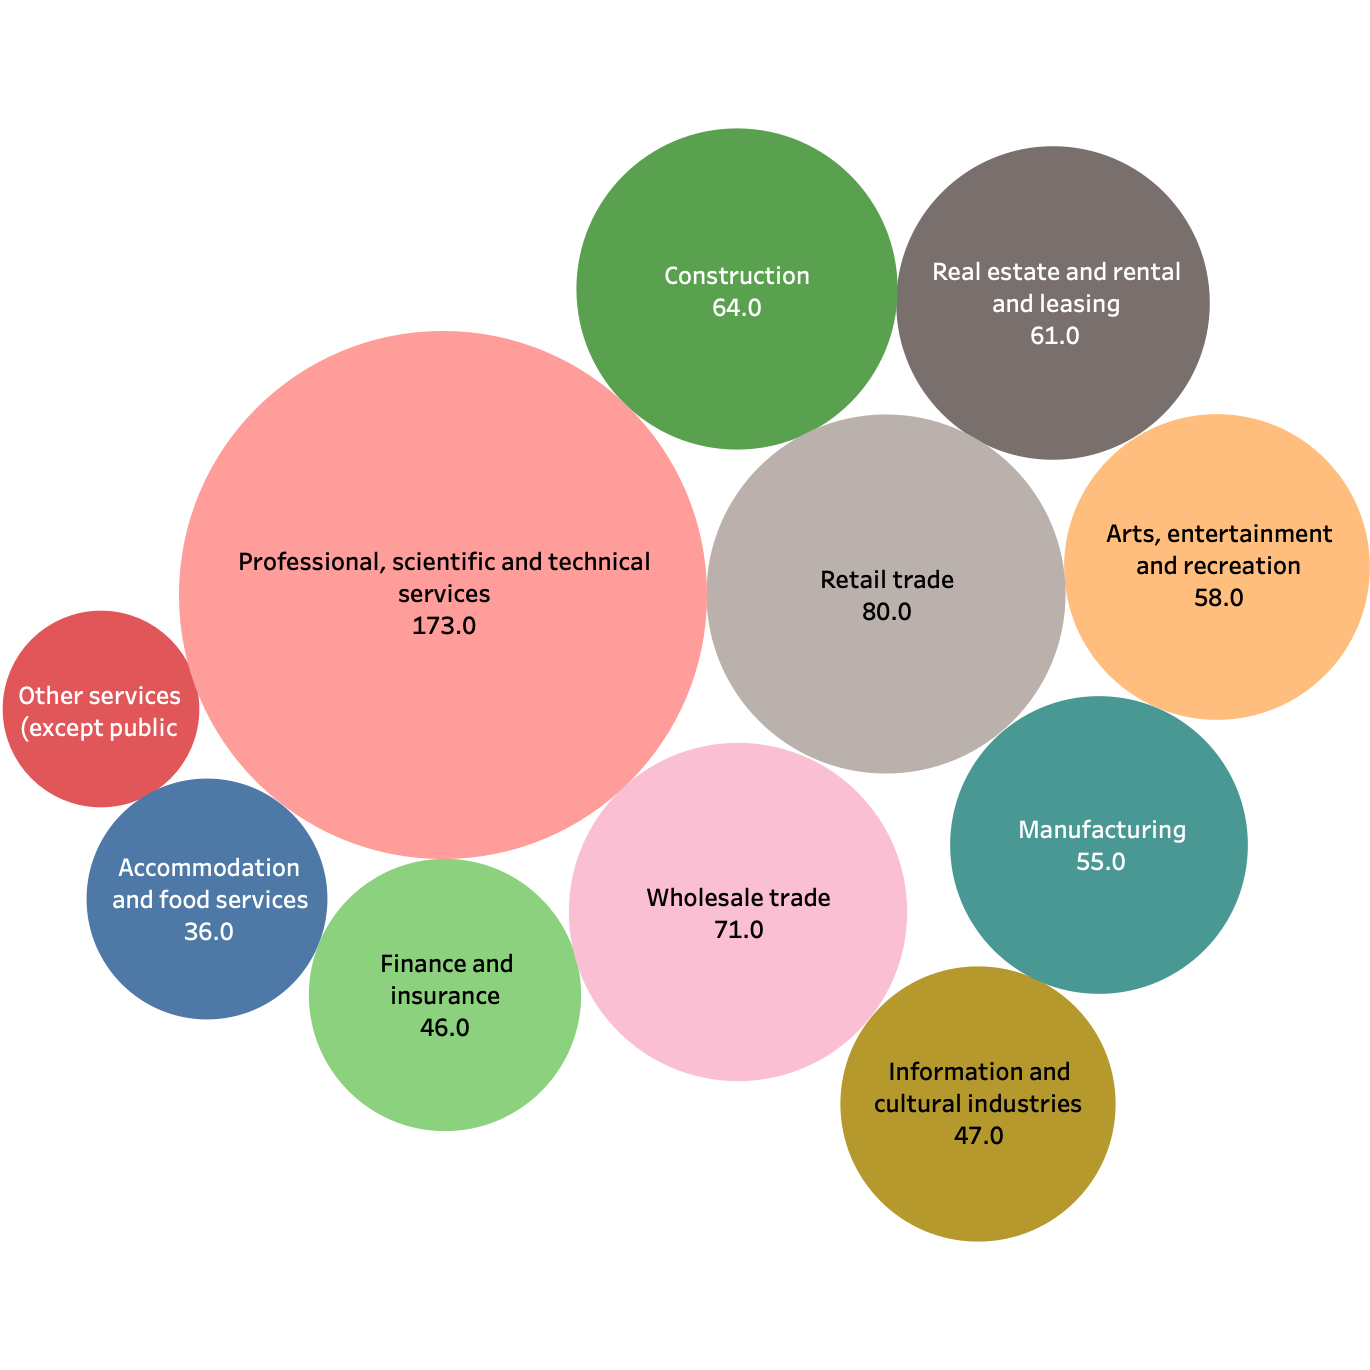 Construction
64.0
Real estate and rental
and leasing
61.0
Professional, scientific and technical
services
173.0
Retail trade
80.0
Arts, entertainment
and recreation
58.0
Other services
(except public
Accommodation
and food services
36.0
Finance and
insurance
46.0
Wholesale trade
71.0
Manufacturing
55.0
Information and
cultural industries
47.0